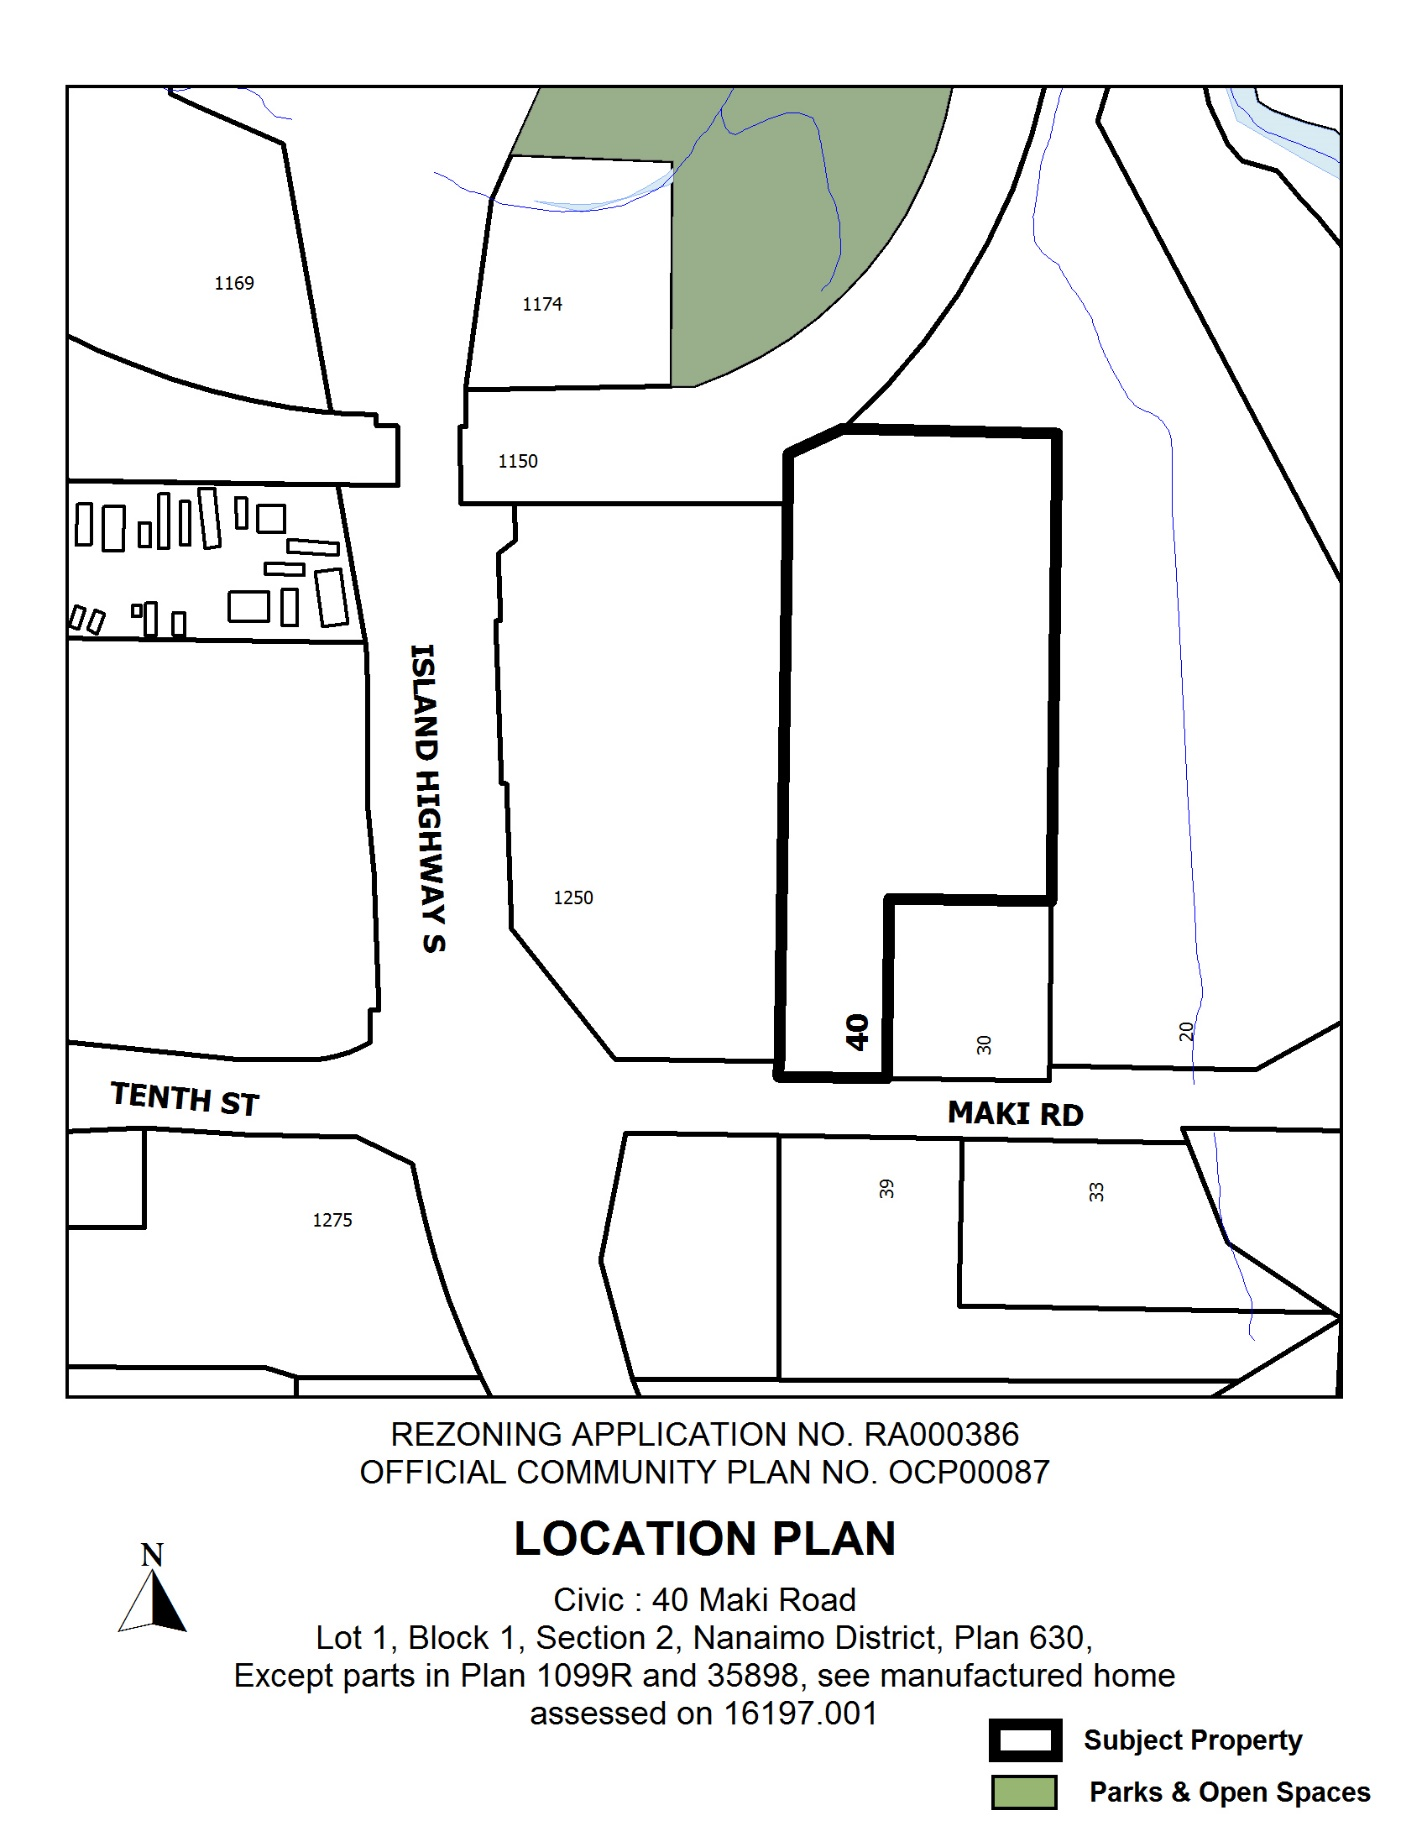 1169
1174
1150
ISLAND HIGHWAY S
1250
40
30
20
TENTH ST
MAKI RD
39
33
1275
REZONING APPLICATION NO. RA000386
OFFICIAL COMMUNITY PLAN NO. OCP00087
LOCATION PLAN
N
Civic : 40 Maki Road
Lot 1, Block 1, Section 2, Nanaimo District, Plan 630,
Except parts in Plan 1099R and 35898, see manufactured home
assessed on 16197.001
Subject Property
Parks & Open Spaces